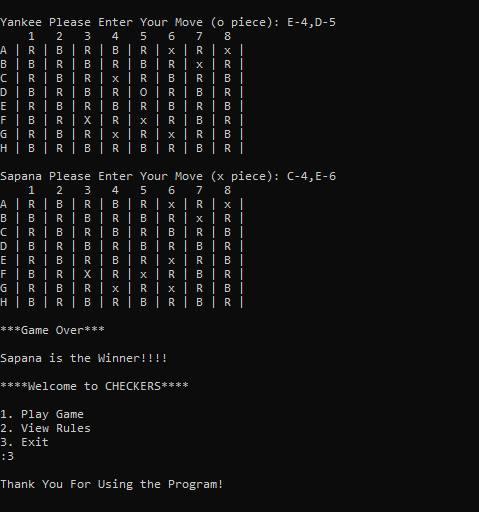 Yankee Please Enter Your Move (o piece): E-4,D-5
1 2 3 4 5 6 7 8
A | R | B | R | B | R | x | R | x |
B | B | R | B | R | B | R | x | R |
C | R | B | R | x | R | B | R | B |
D | B | R | B | R | O | R | B | R |
E | R | B | R | B | R | B | R | B |
F | B | R | X | R | x | R | B | R |
G | R | B | R | x | R | x | R | B |
H | B | R | B | R | B | R | B | R |
Sapana Please Enter Your Move (x piece): C-4,E-6
1 2 3 4 5 6 7 8
A | R | B | R | B | R | x | R | x |
B | B | R | B | R | B | R | x | R |
C | R | B | R | B | R | B | R | B |
D | B | R | B | R | B | R | B | R |
E | R | B | R | B | R | x | R | B |
F | B | R | X | R | x | R | B | R |
G | R | B | R | x | R | x | R | B |
H | B | R | B | R | B | R | B | R |
***Game Over***
Sapana is the Winner!!!!
****Welcome to CHECKERS****
1. Play Game
2. View Rules
3. Exit
:3
Thank You For Using the Program!